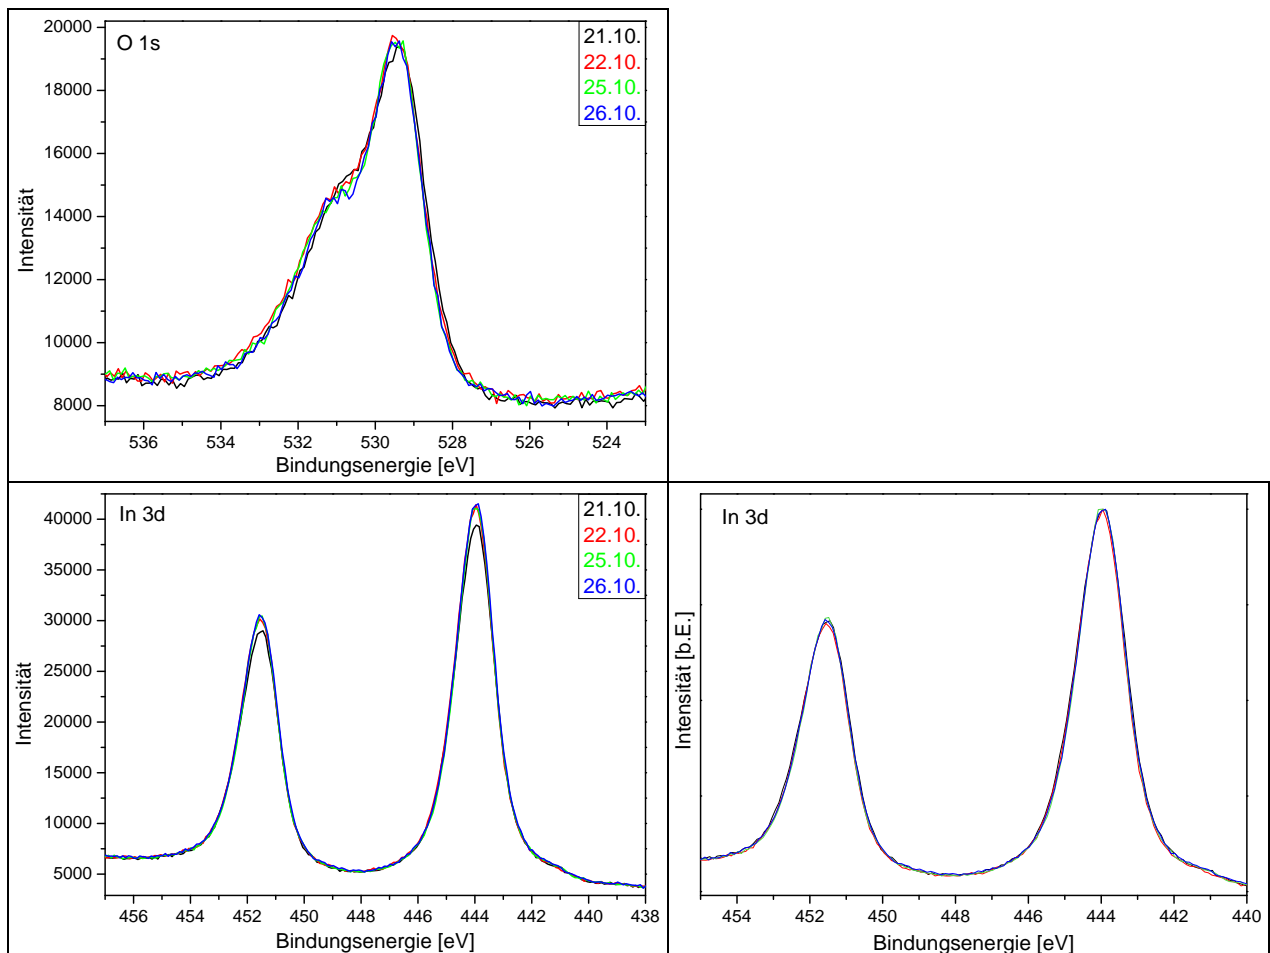 O 1s
21.10.
22.10.
25.10.
26.10.
20000
18000
16000
14000
12000
10000
8000
Intensität
536 534 532 530 528 526 524
Bindungsenergie [eV]
In 3d
21.10.
22.10.
25.10.
26.10.
40000
35000
30000
25000
20000
15000
10000
5000
Intensität
456 454 452 450 448 446 444 442 440 438
Bindungsenergie [eV]
In 3d
Intensität [b.E.]
454 452 450 448 446 444 442 440
Bindungsenergie [eV]